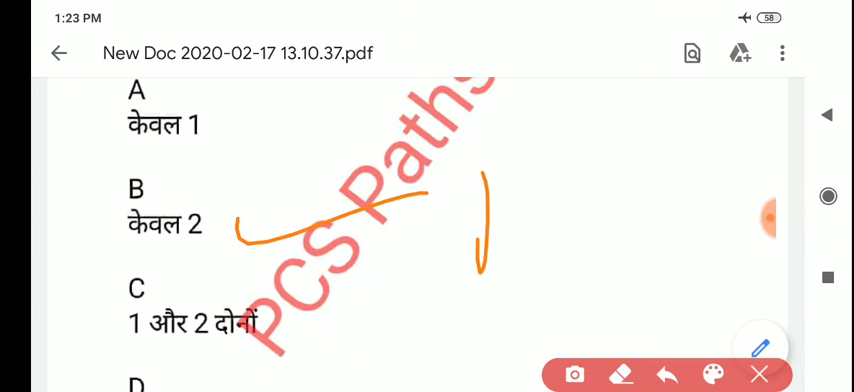 1:23 PM
58
New Doc 2020-02-17 13.10.37.pdf
A
केवल 1
B
केवल 2
C
1 और 2 दोनों
D
PCS Paths